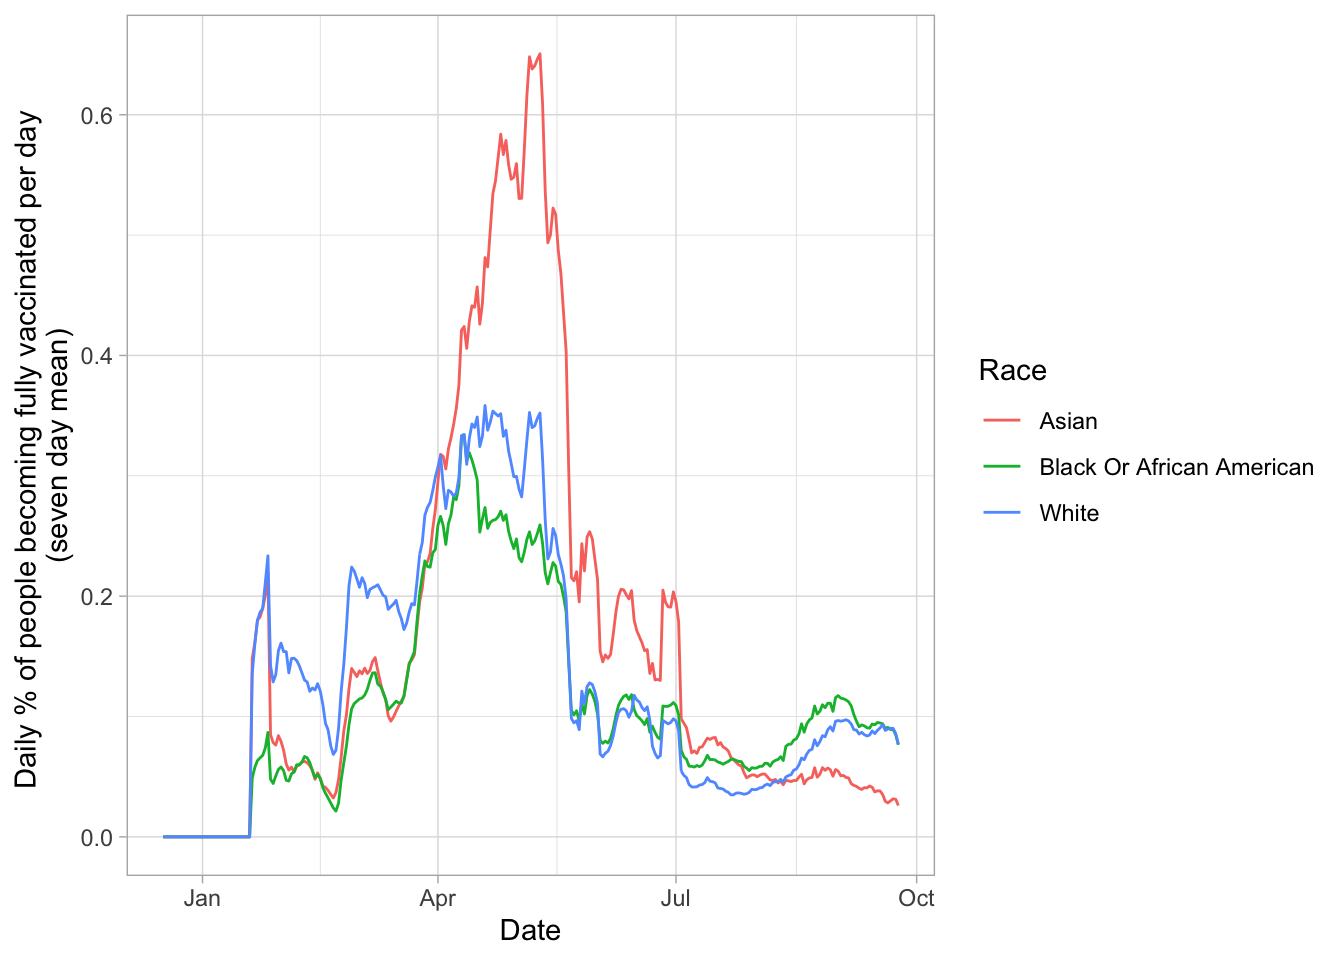 Daily % of people becoming fully vaccinated per day
(seven day mean)
0.6
0.4
0.2
0.0
Jan
Apr
Jul
Oct
Date
Race
Asian
Black Or African American
White